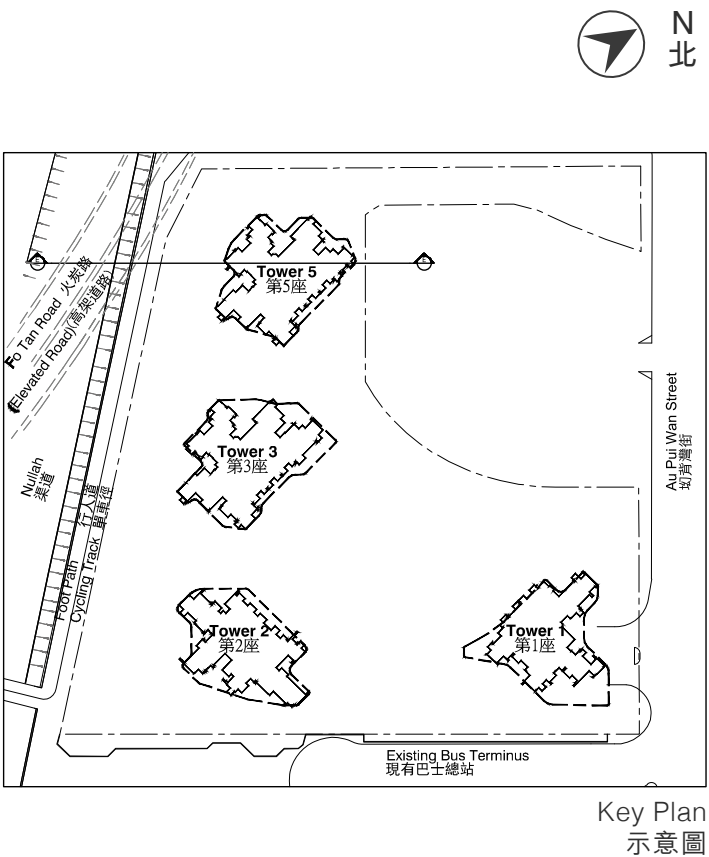 N
北
Fo Tan Road 火炭路
(Elevated Road)(高架道路)
Tower 5
第5座
Tower 3
第3座
Nullah
渠道
Foot Path 行人道
Cycling Track 單車徑
Au Pui Wan Street
坳背灣街
Tower 2
第2座
Tower 1
第1座
Existing Bus Terminus
現有巴士總站
Key Plan
示意圖